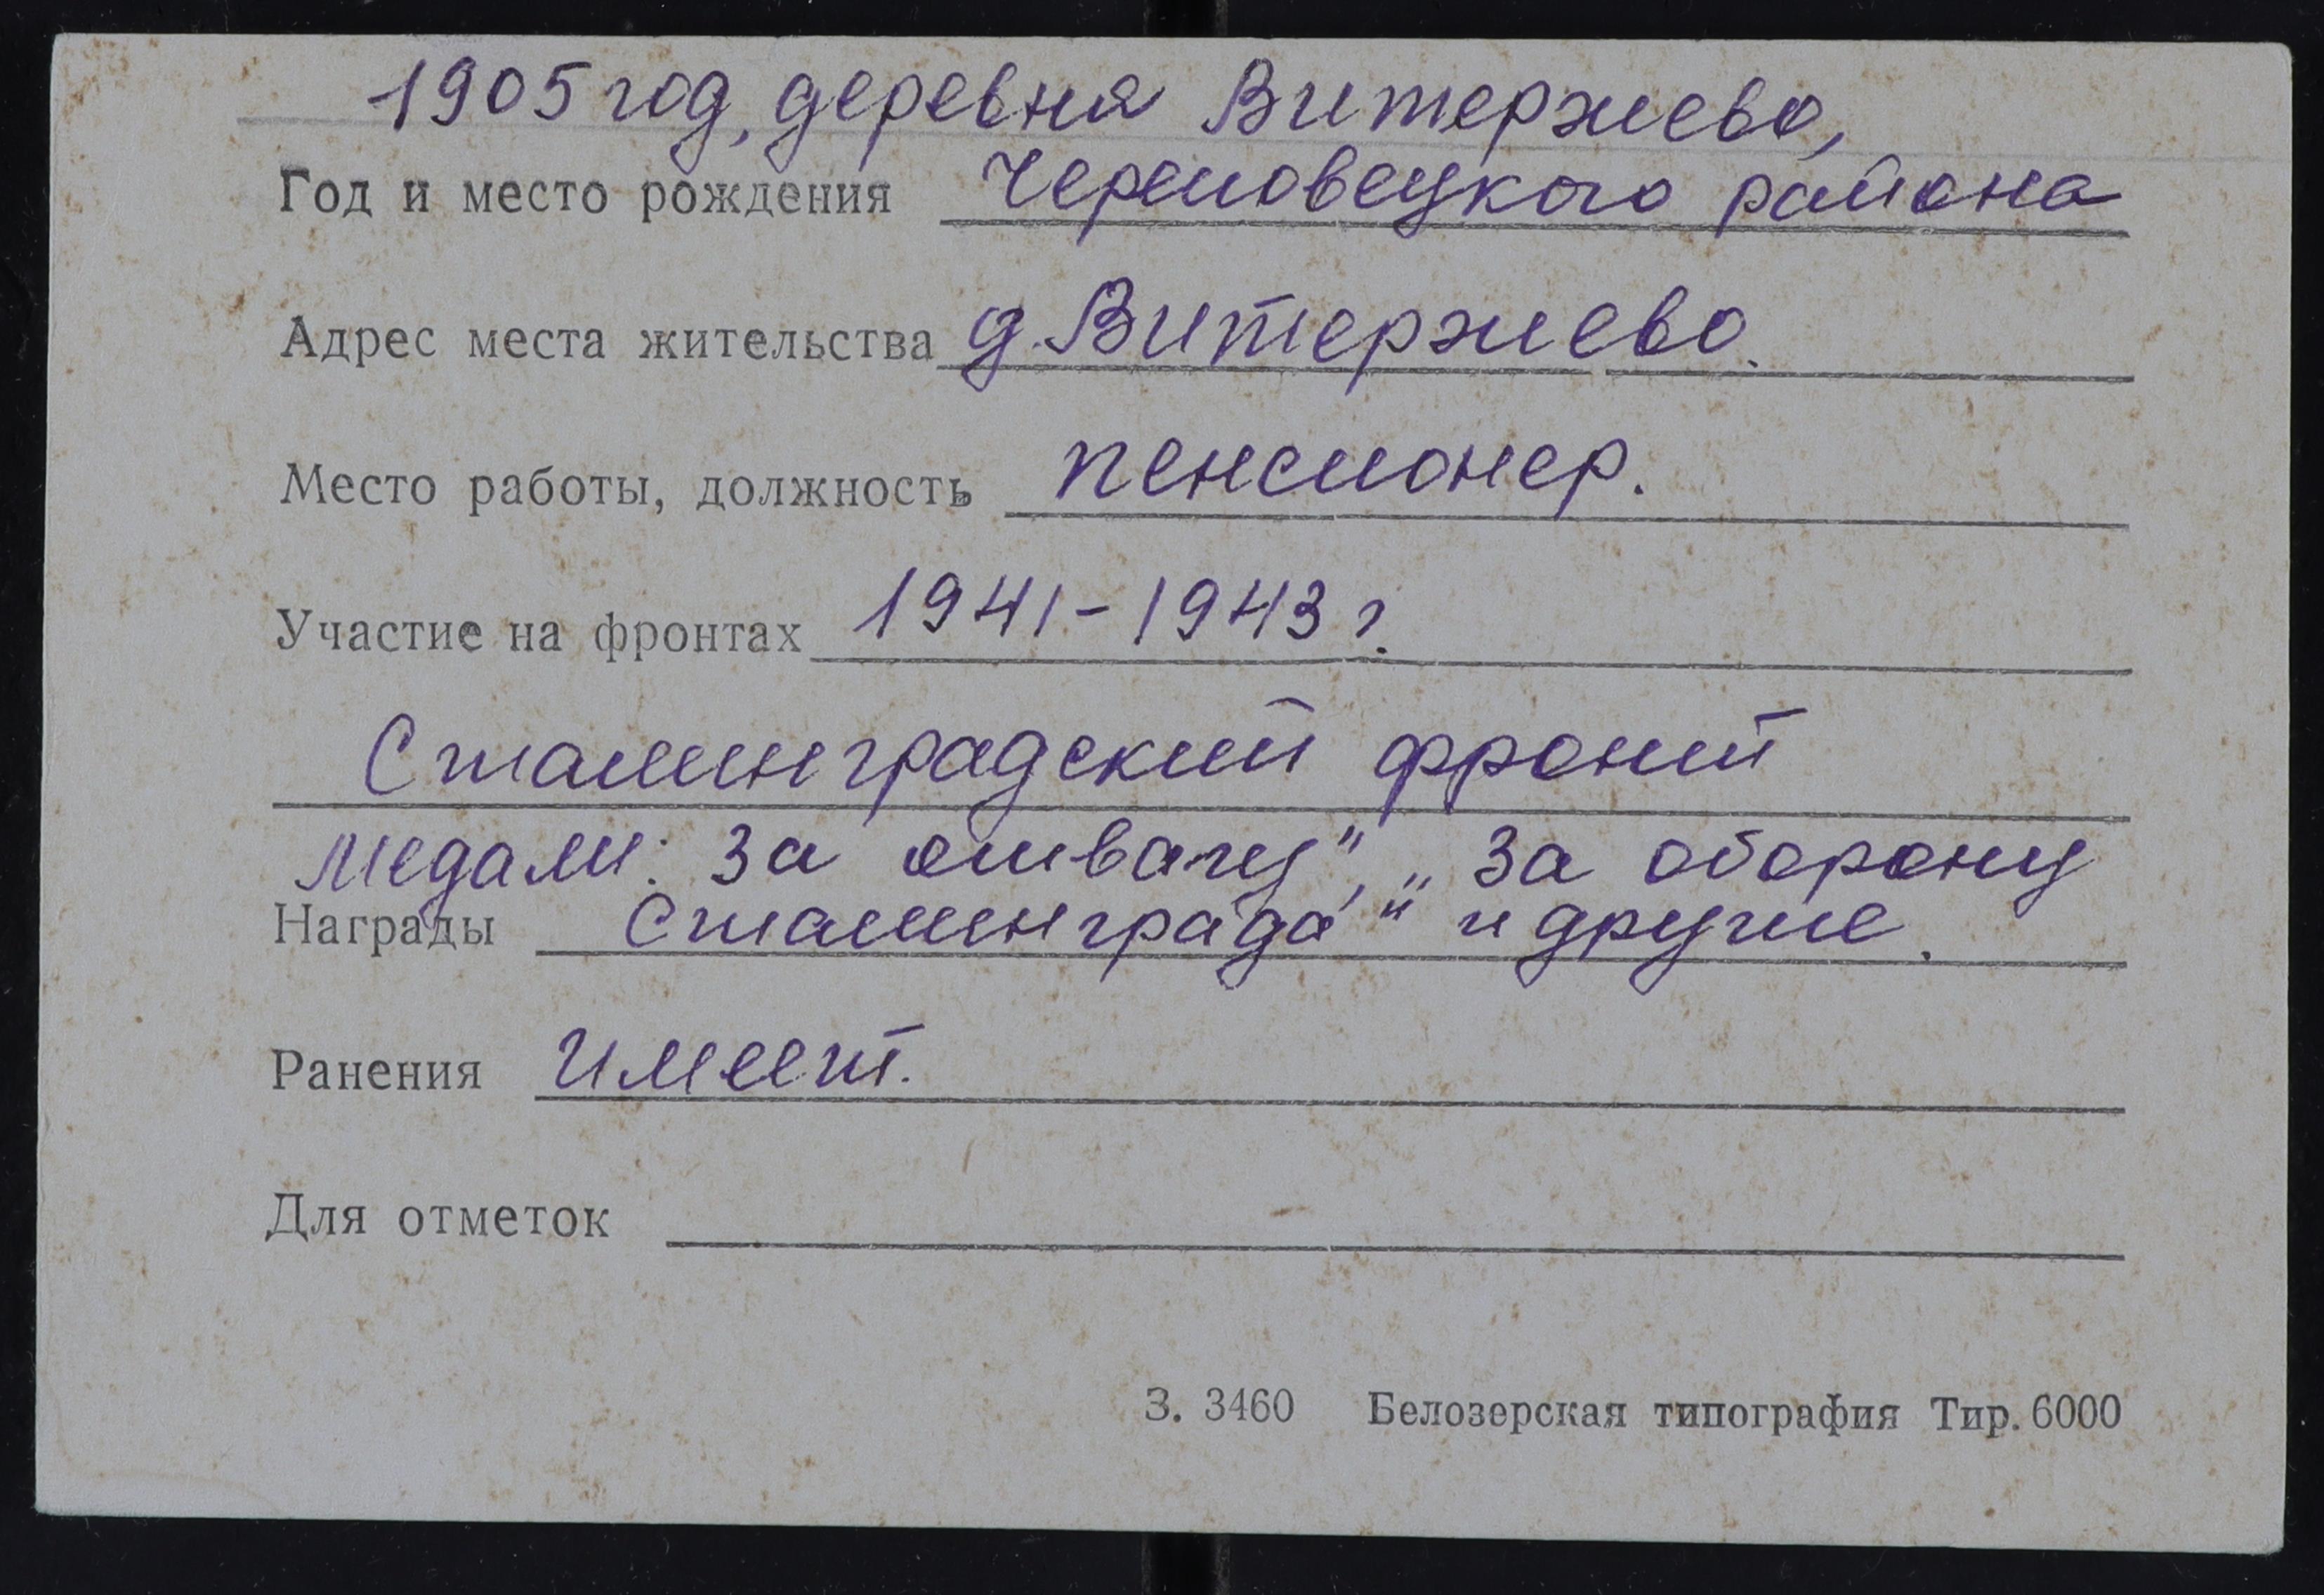 1905 год, деревня Витержево,
Год и место рождения Череповецкого района
Адрес места жительства д. Витержево.
Место работы, должность пенсионер.
Участие на фронтах 1941-1943 г.
Сталинградский фронт
Медали: За отвагу", „За оборону
Награды Сталинграда" и другие.
Ранения имеет.
Для отметок
З. 3460 Белозерская типография Тир. 6000